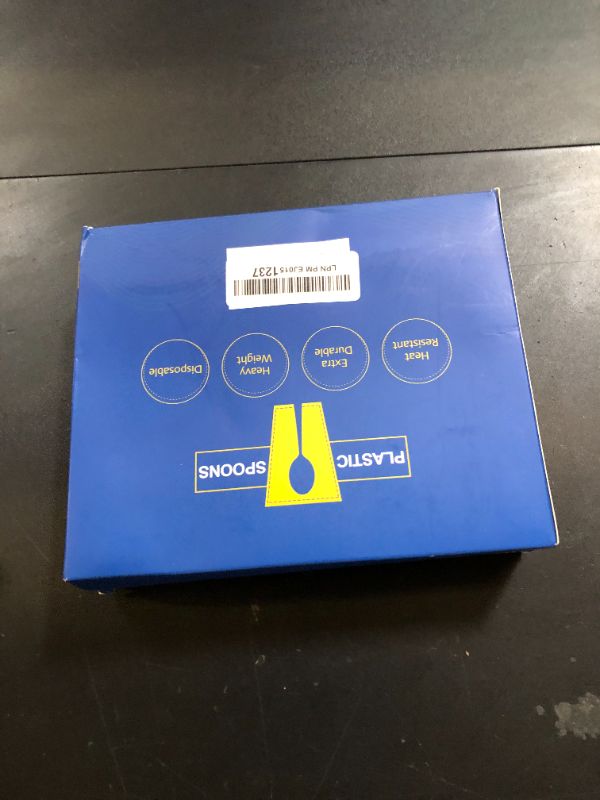 PLASTIC SPOONS
Heat
Resistant
Extra
Durable
Heavy
Weight
Disposable
LPN PM EJ0151237